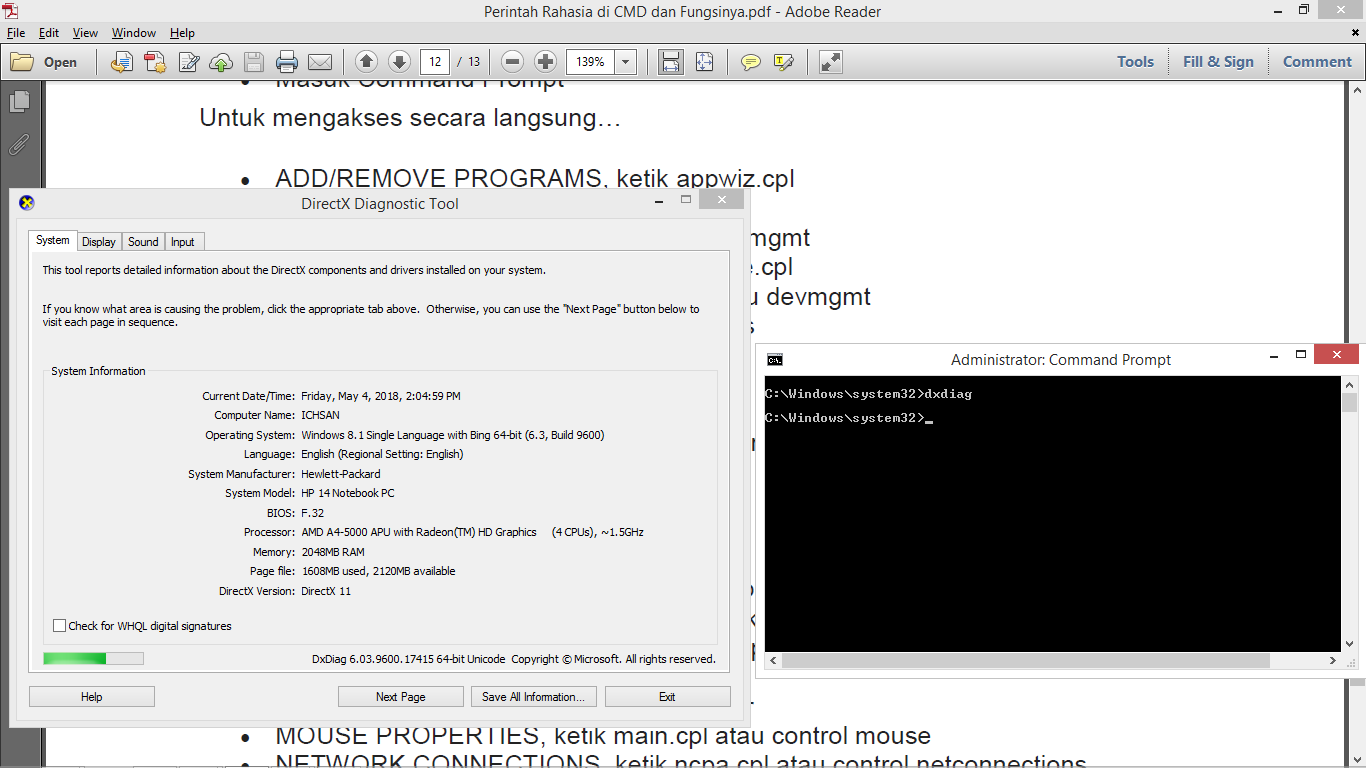 Perintah Rahasia di CMD dan Fungsinya.pdf - Adobe Reader
File Edit View Window Help
Open 12 / 13 139% Tools Fill & Sign Comment
Masuk Command Prompt
Untuk mengakses secara langsung…
• ADD/REMOVE PROGRAMS, ketik appwiz.cpl
mgmt
.cpl
devmgmt
DirectX Diagnostic Tool
System Display Sound Input
This tool reports detailed information about the DirectX components and drivers installed on your system.
If you know what area is causing the problem, click the appropriate tab above. Otherwise, you can use the "Next Page" button below to
visit each page in sequence.
System Information
Current Date/Time: Friday, May 4, 2018, 2:04:59 PM
Computer Name: ICHSAN
Operating System: Windows 8.1 Single Language with Bing 64-bit (6.3, Build 9600)
Language: English (Regional Setting: English)
System Manufacturer: Hewlett-Packard
System Model: HP 14 Notebook PC
BIOS: F.32
Processor: AMD A4-5000 APU with Radeon(TM) HD Graphics (4 CPUs), ~1.5GHz
Memory: 2048MB RAM
Page file: 1608MB used, 2120MB available
DirectX Version: DirectX 11
Check for WHQL digital signatures
DxDiag 6.03.9600.17415 64-bit Unicode Copyright © Microsoft. All rights reserved.
Help Next Page Save All Information... Exit
Administrator: Command Prompt
C:\Windows\system32>dxdiag
C:\Windows\system32>_
• MOUSE PROPERTIES, ketik main.cpl atau control mouse
• NETWORK CONNECTIONS, ketik ncpa.cpl atau control netconnections